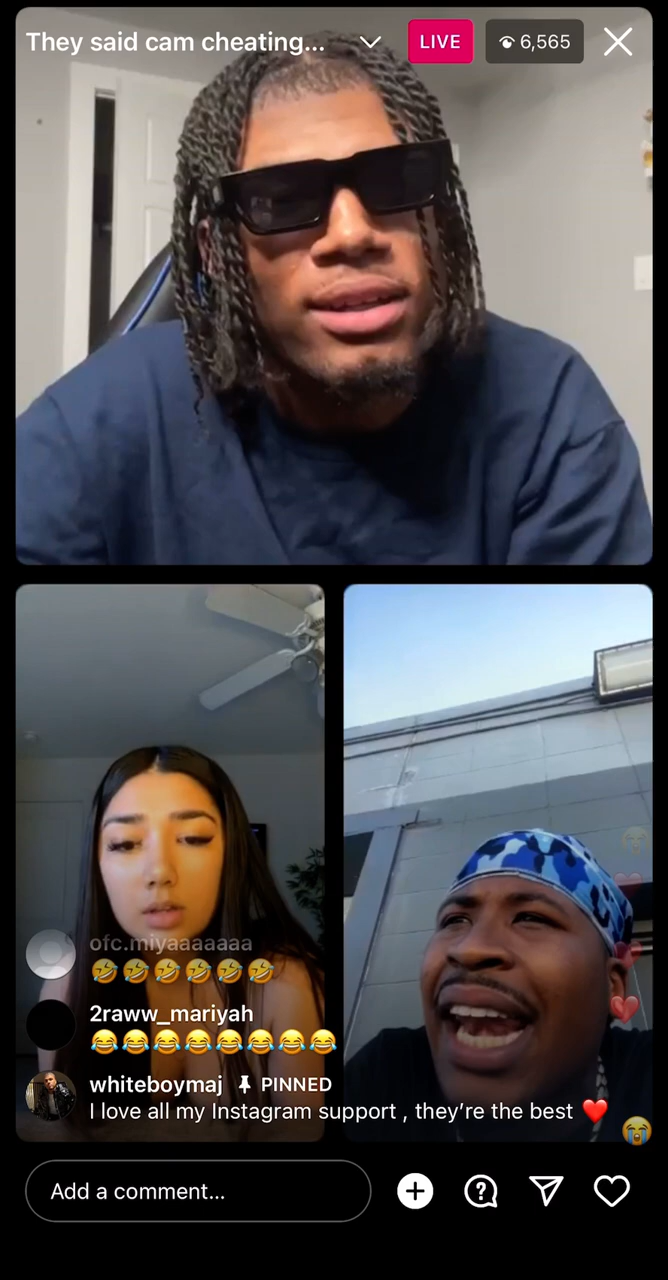 They said cam cheating...
LIVE
6,565
ofc.miyaaaaaaa
🤣🤣🤣🤣🤣🤣
2raww_mariyah
😂😂😂😂😂😂😂😂
whiteboymaj PINNED
I love all my Instagram support , they’re the best ❤️
Add a comment...